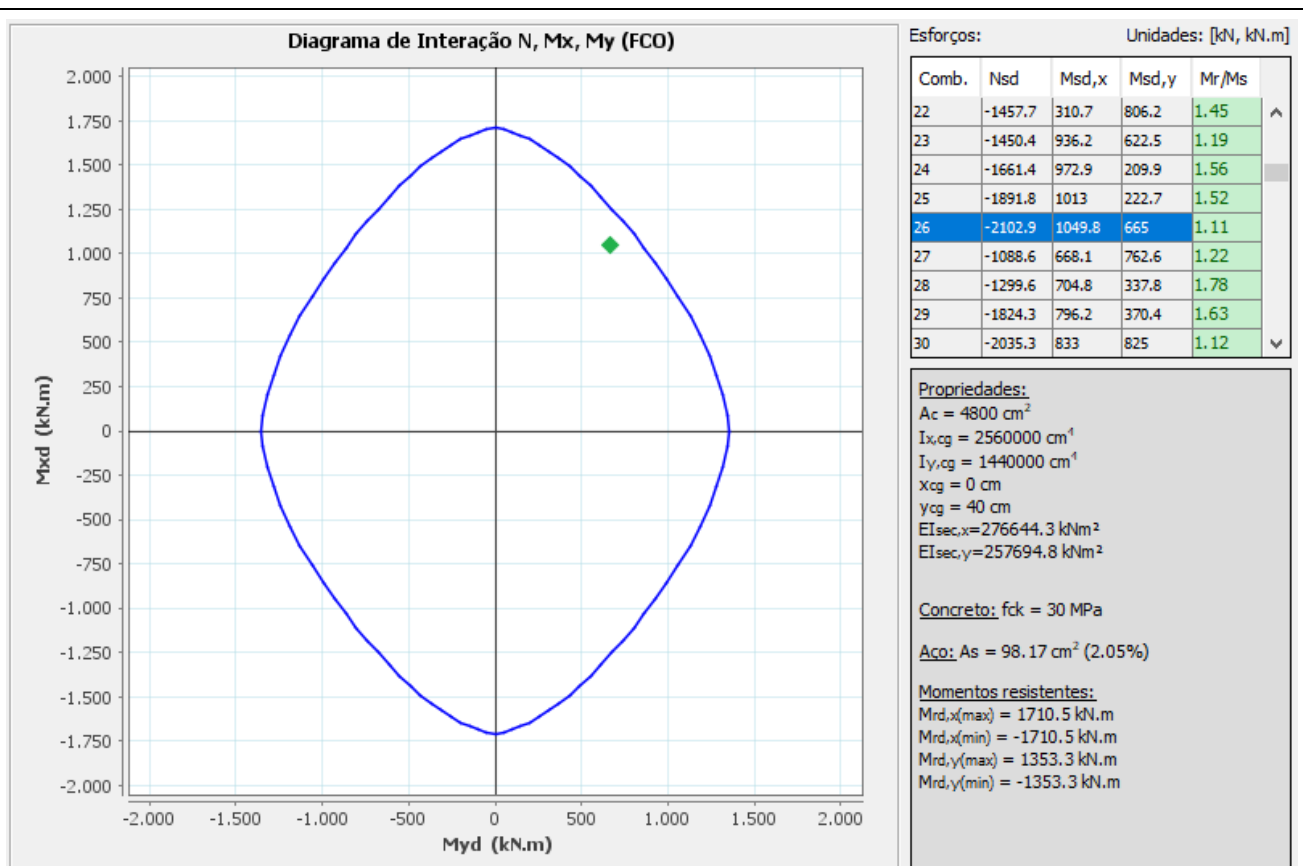 Diagrama de Interação N, Mx, My (FCO)
2.000
1.750
1.500
1.250
1.000
750
500
250
0
-250
-500
-750
-1.000
-1.250
-1.500
-1.750
-2.000
Mxd (kN.m)
-2.000 -1.500 -1.000 -500 0 500 1.000 1.500 2.000
Myd (kN.m)
Esforços: Unidades: [kN, kN.m]
Comb. Nsd Msd,x Msd,y Mr/Ms
22 -1457.7 310.7 806.2 1.45
23 -1450.4 936.2 622.5 1.19
24 -1661.4 972.9 209.9 1.56
25 -1891.8 1013 222.7 1.52
26 -2102.9 1049.8 665 1.11
27 -1088.6 668.1 762.6 1.22
28 -1299.6 704.8 337.8 1.78
29 -1824.3 796.2 370.4 1.63
30 -2035.3 833 825 1.12
Propriedades:
Ac = 4800 cm²
Ix,cg = 2560000 cm⁴
Iy,cg = 1440000 cm⁴
xcg = 0 cm
ycg = 40 cm
EIsec,x=276644.3 kNm²
EIsec,y=257694.8 kNm²
Concreto: fck = 30 MPa
Aço: As = 98.17 cm² (2.05%)
Momentos resistentes:
Mrd,x(max) = 1710.5 kN.m
Mrd,x(min) = -1710.5 kN.m
Mrd,y(max) = 1353.3 kN.m
Mrd,y(min) = -1353.3 kN.m